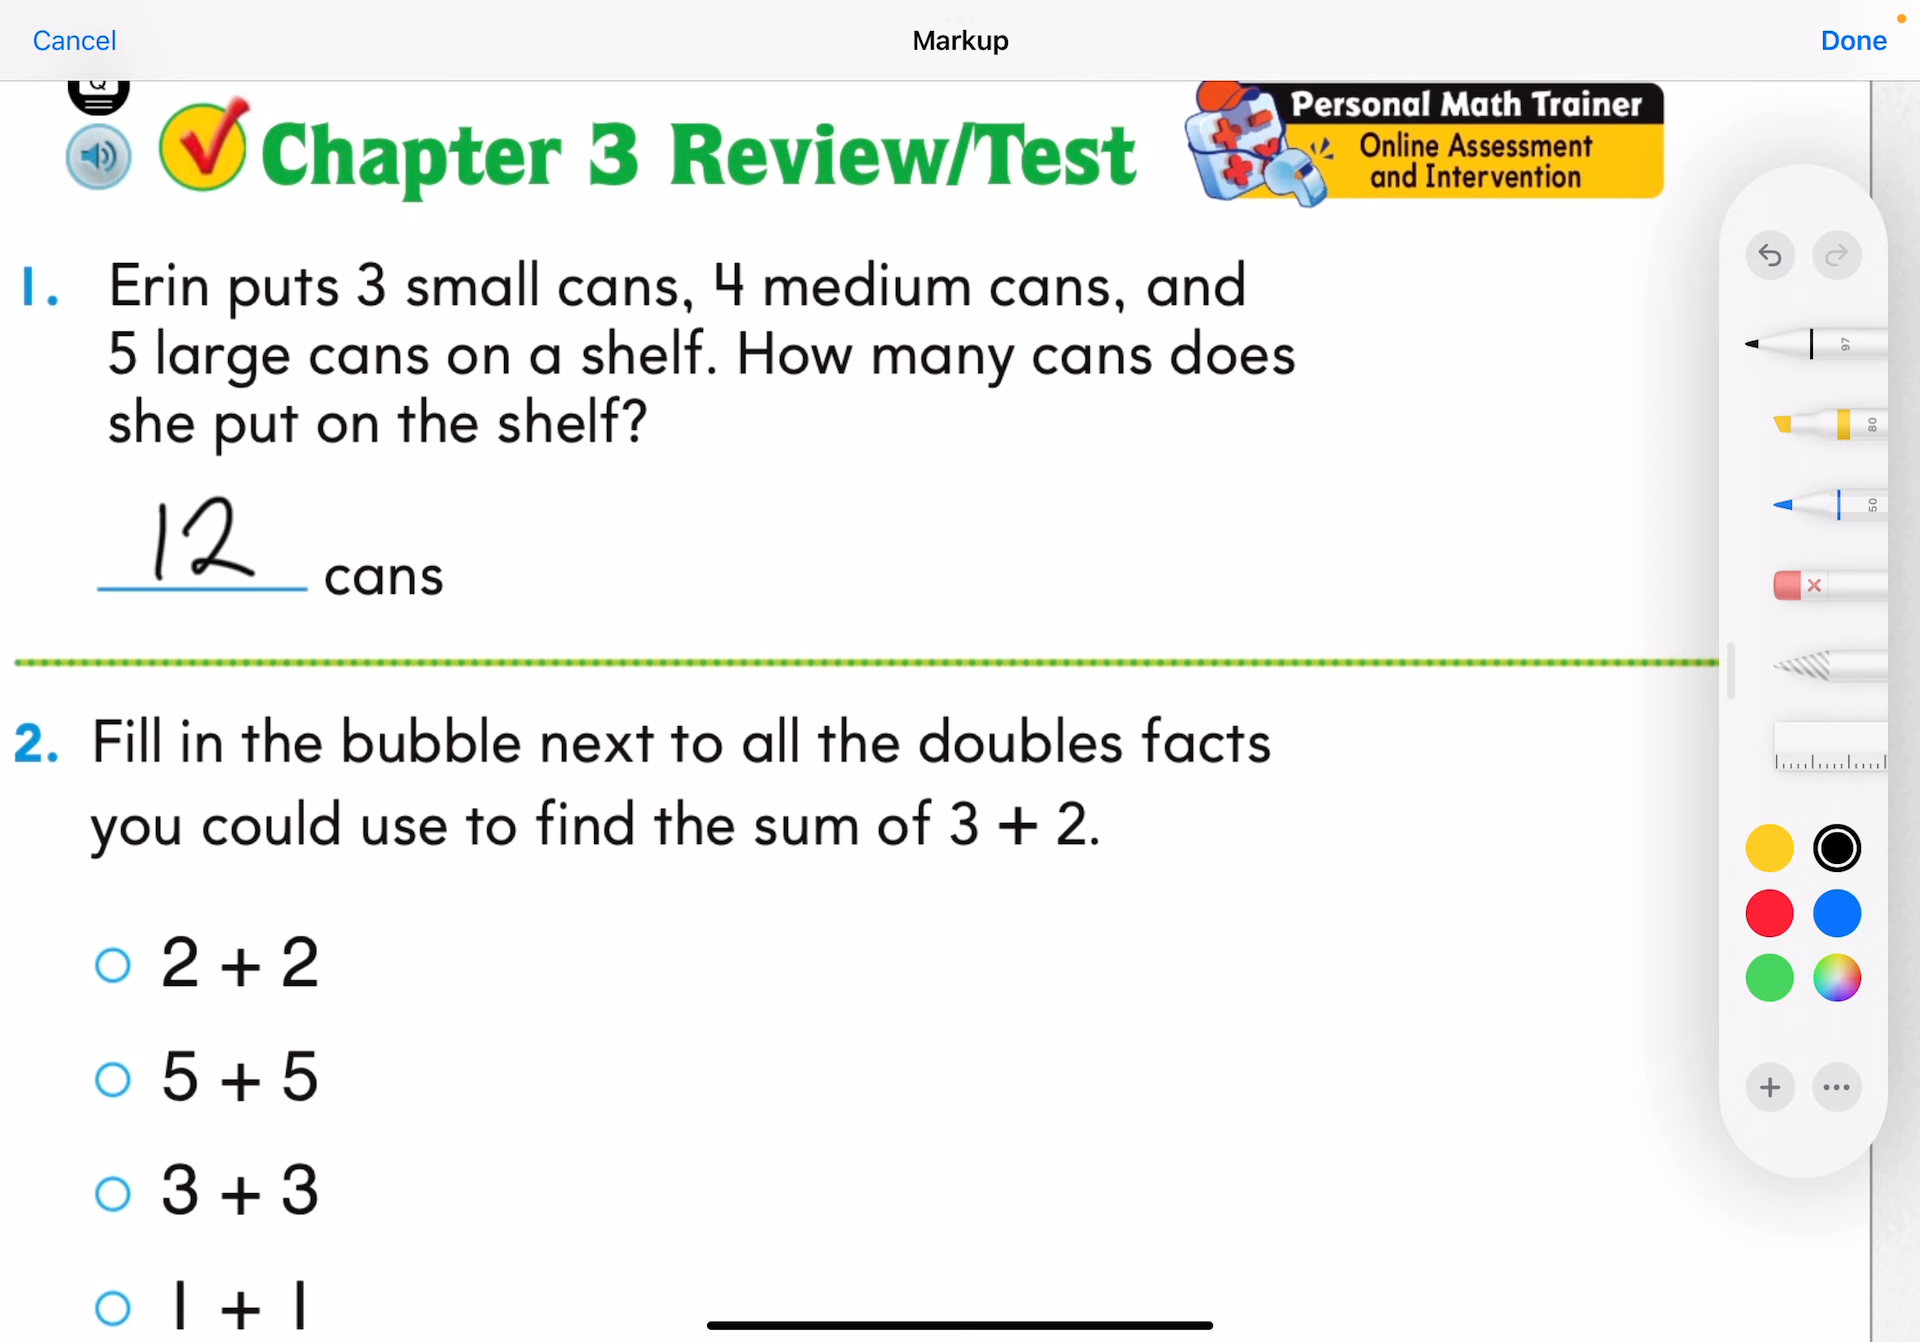 Cancel
Markup
Done
Chapter 3 Review/Test
Personal Math Trainer
Online Assessment
and Intervention
1. Erin puts 3 small cans, 4 medium cans, and
5 large cans on a shelf. How many cans does
she put on the shelf?
12 cans
2. Fill in the bubble next to all the doubles facts
you could use to find the sum of 3 + 2.
2 + 2
5 + 5
3 + 3
1 + 1
97
80
50